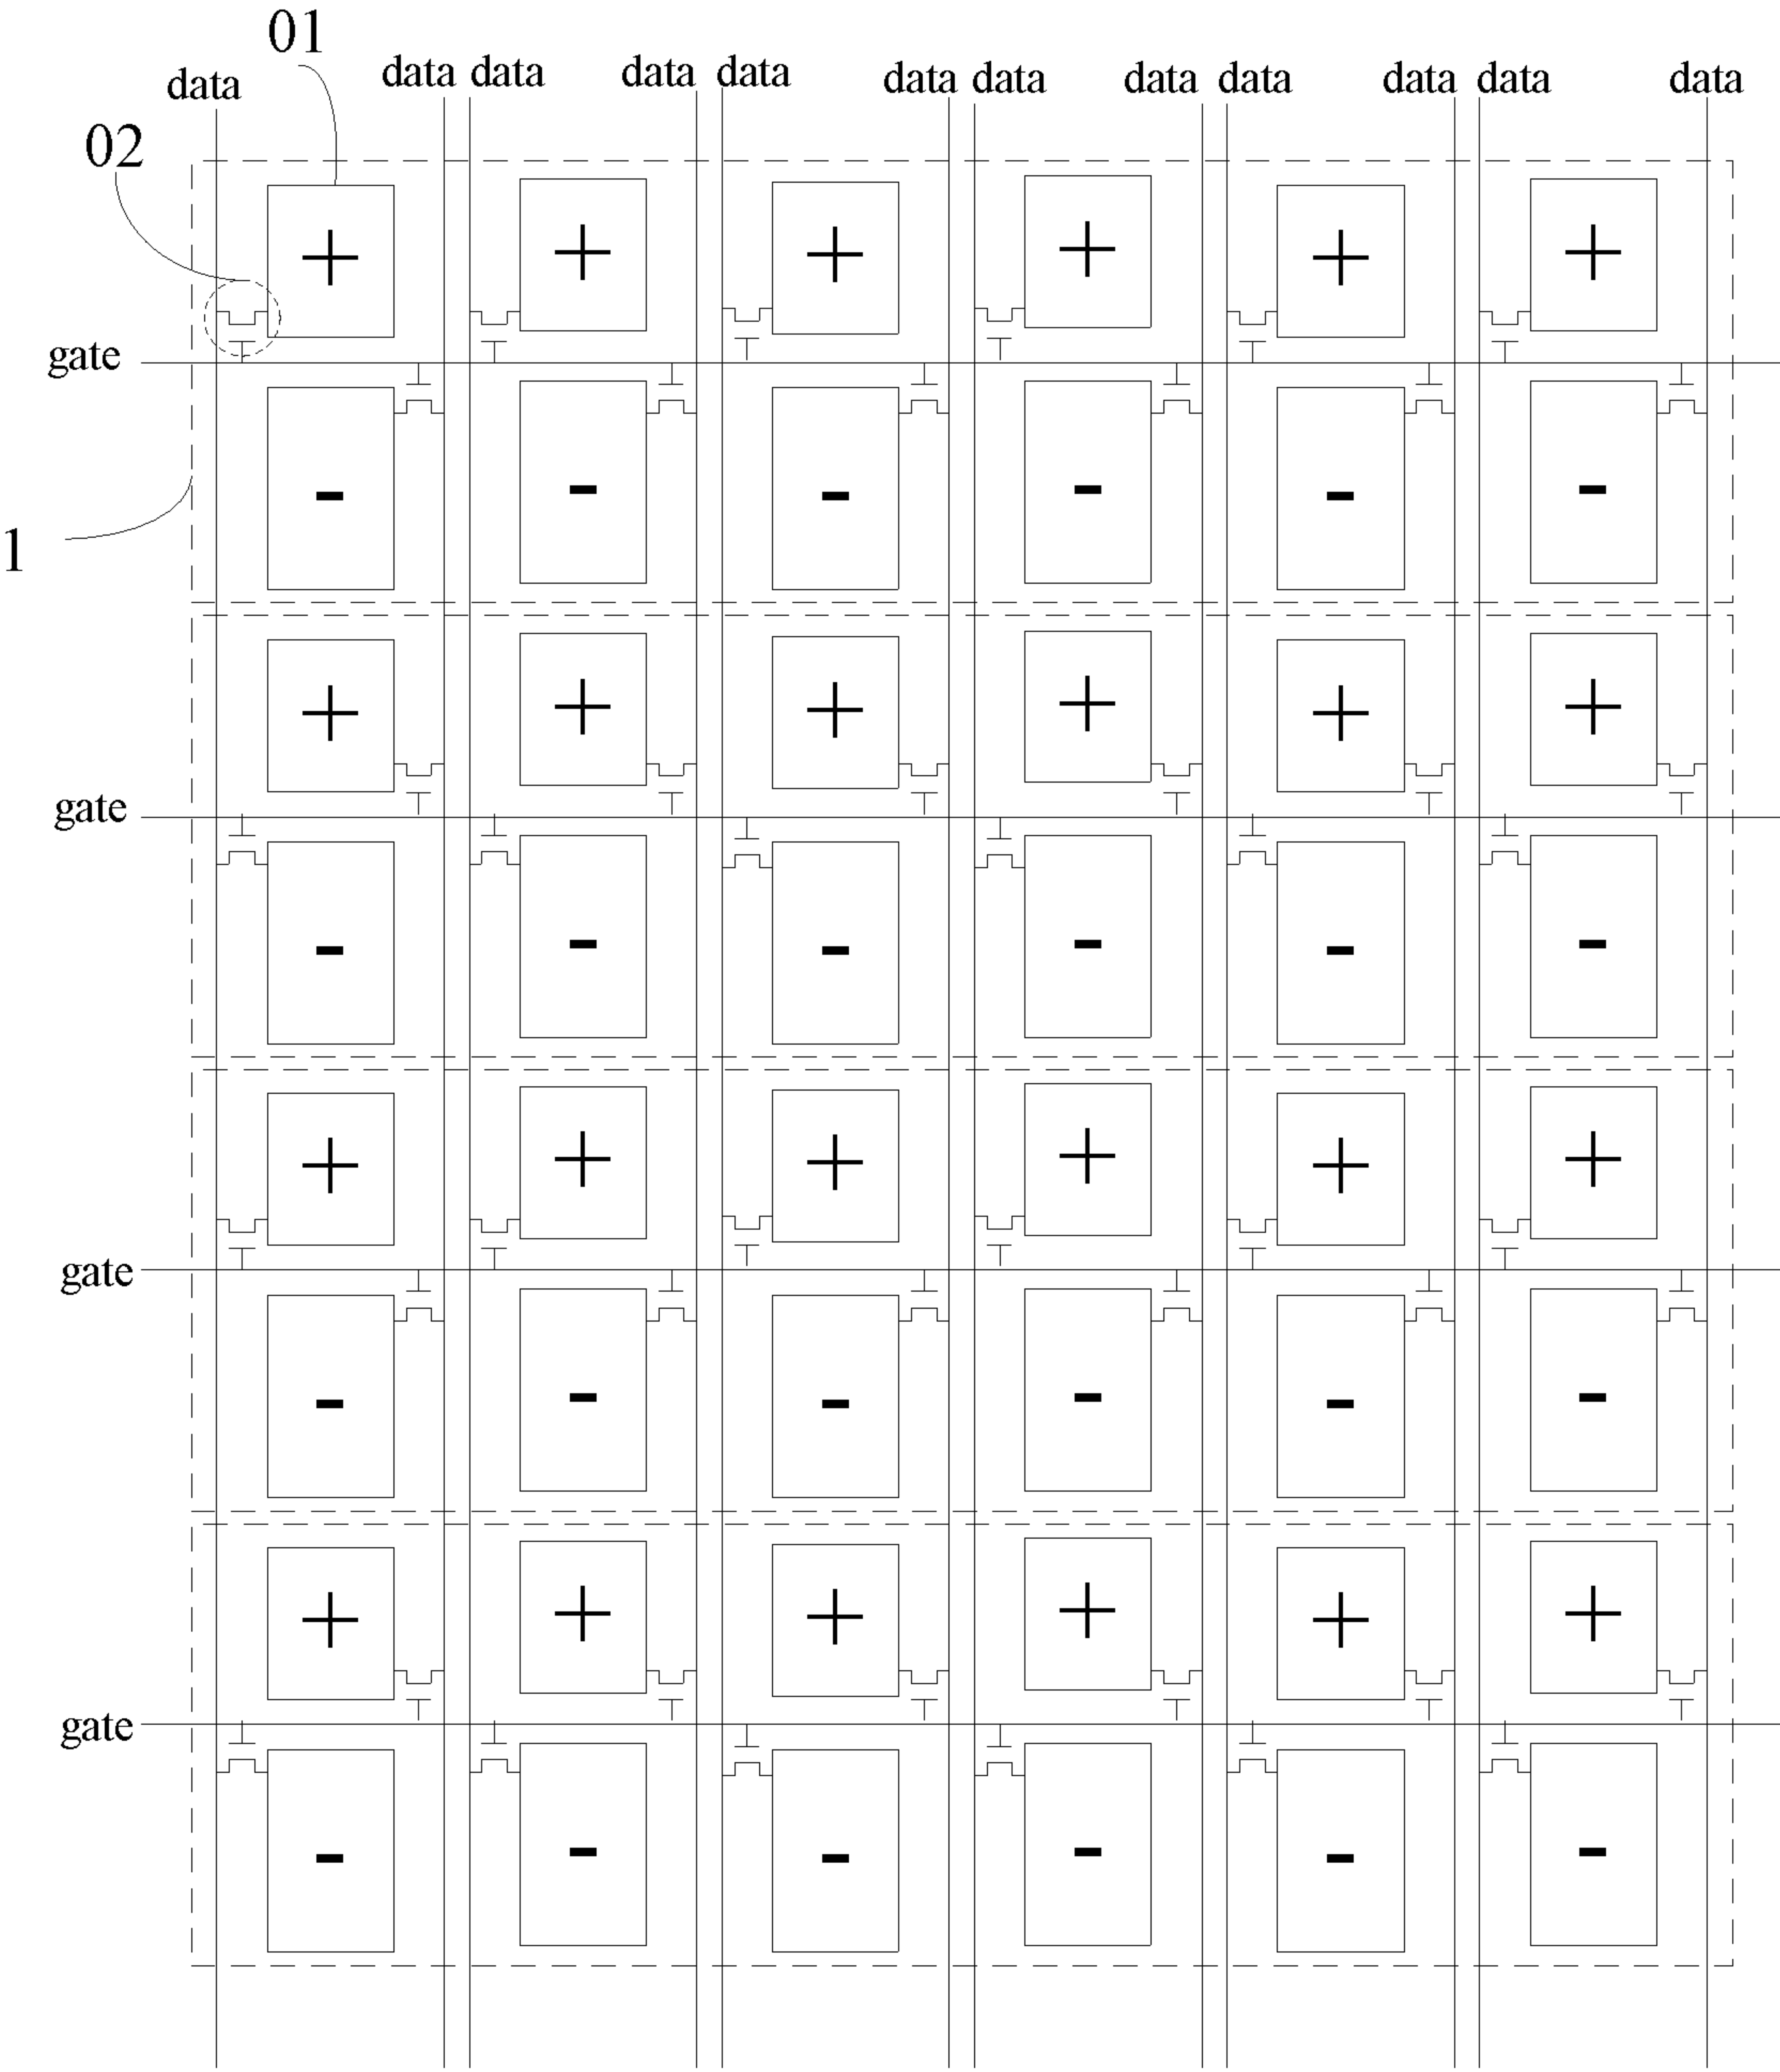 01
data data data data data data data data data data data data
02
+ + + + + +
gate
- - - - - -
1
+ + + + + +
gate
- - - - - -
+ + + + + +
gate
- - - - - -
+ + + + + +
gate
- - - - - -